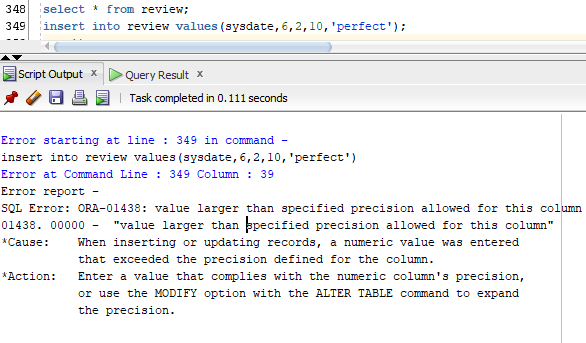 348 select * from review;
349 insert into review values(sysdate,6,2,10,'perfect');
Script Output x Query Result x
Task completed in 0.111 seconds
Error starting at line : 349 in command -
insert into review values(sysdate,6,2,10,'perfect')
Error at Command Line : 349 Column : 39
Error report -
SQL Error: ORA-01438: value larger than specified precision allowed for this column
01438. 00000 - "value larger than specified precision allowed for this column"
*Cause: When inserting or updating records, a numeric value was entered
that exceeded the precision defined for the column.
*Action: Enter a value that complies with the numeric column's precision,
or use the MODIFY option with the ALTER TABLE command to expand
the precision.